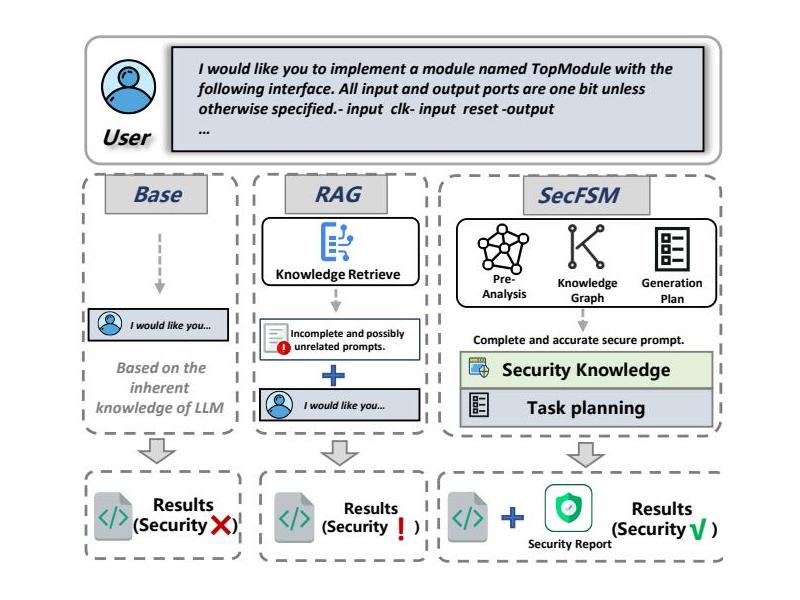 I would like you to implement a module named TopModule with the
following interface. All input and output ports are one bit unless
otherwise specified.- input clk- input reset -output
...
User
Base
I would like you...
Based on the
inherent
knowledge of LLM
Results
(Security )
RAG
Knowledge Retrieve
Incomplete and possibly
unrelated prompts.
I would like you...
Results
(Security )
SecFSM
Pre-
Analysis
Knowledge
Graph
Generation
Plan
Complete and accurate secure prompt.
Security Knowledge
Task planning
Security Report
Results
(Security √ )